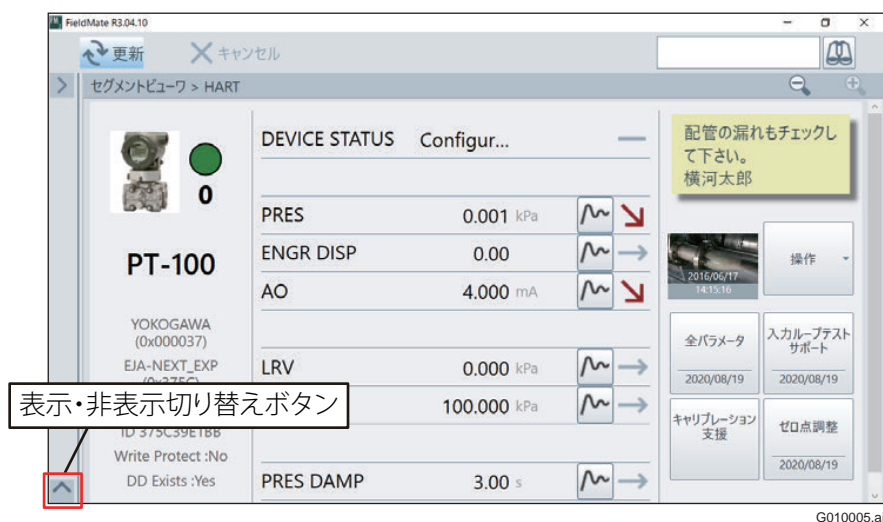 FieldMate R3.04.10
更新 キャンセル
セグメントビューワ > HART
0
PT-100
YOKOGAWA
(0x000037)
EJA-NEXT_EXP
表示・非表示切り替えボタン
ID 375C39E1BB
Write Protect :No
DD Exists :Yes
DEVICE STATUS Configur...
PRES 0.001 kPa
ENGR DISP 0.00
AO 4.000 mA
LRV 0.000 kPa
100.000 kPa
PRES DAMP 3.00 s
配管の漏れもチェックし
て下さい。
横河太郎
2016/06/17
14:15:16
操作
全パラメータ
2020/08/19
入力ループテスト
サポート
2020/08/19
キャリブレーション
支援
ゼロ点調整
2020/08/19
G010005.ai